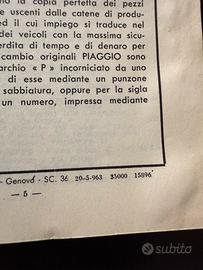 la copia perfetta dei pezzi
e uscenti dalle catene di produ-
ed il cui impiego si traduce nel
dei veicoli con la massima sicu-
erdita di tempo e di denaro per
cambio originali PIAGGIO sono
archio « P » incorniciato da uno
di esse mediante un punzone
sabbiatura, oppure per la sigla
un numero, impressa mediante
- Genova - SC. 36 20-5-963 35000 15896
— 5 —
subito